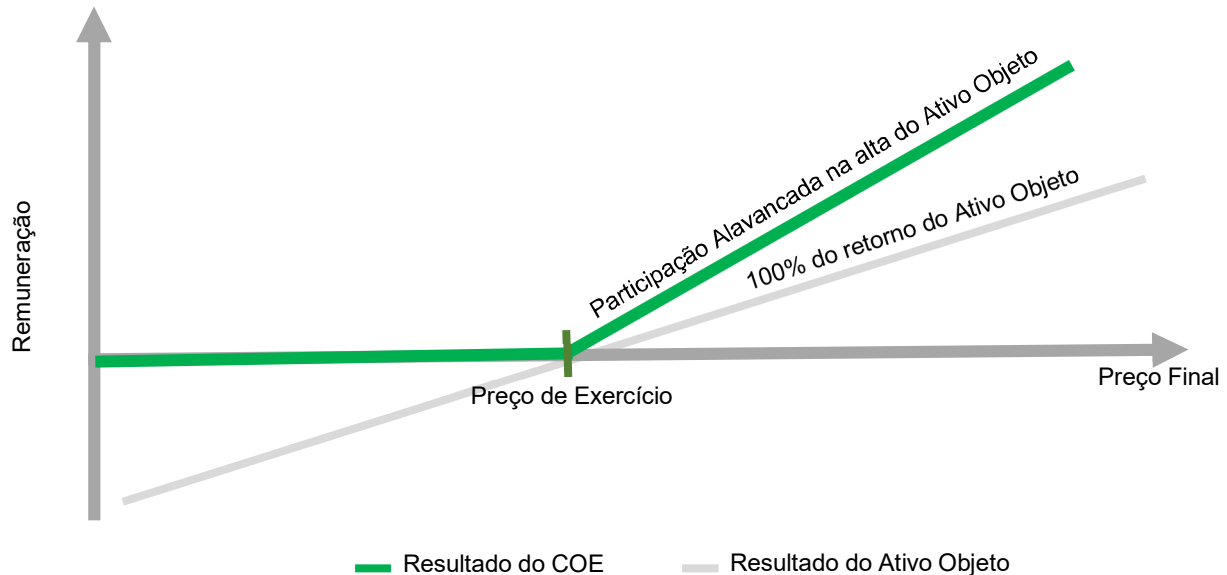 Participação Alavancada na alta do Ativo Objeto
100% do retorno do Ativo Objeto
Remuneração
Preço Final
Preço de Exercício
Resultado do COE
Resultado do Ativo Objeto